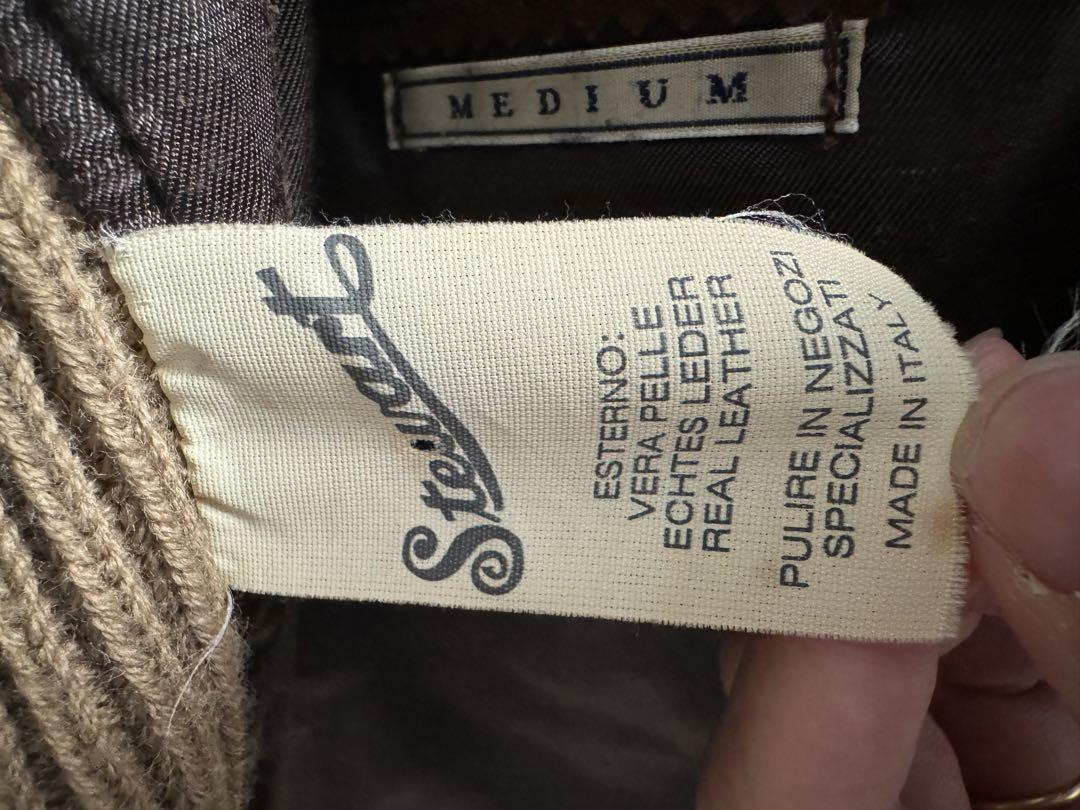 MEDIUM
Stewart
ESTERNO:
VERA PELLE
ECHTES LEDER
REAL LEATHER
PULIRE IN NEGOZI
SPECIALIZZATI
MADE IN ITALY